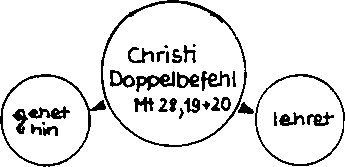 Christi
Doppelbefehl
Mt 28,19+20
gehet
hin
lehret